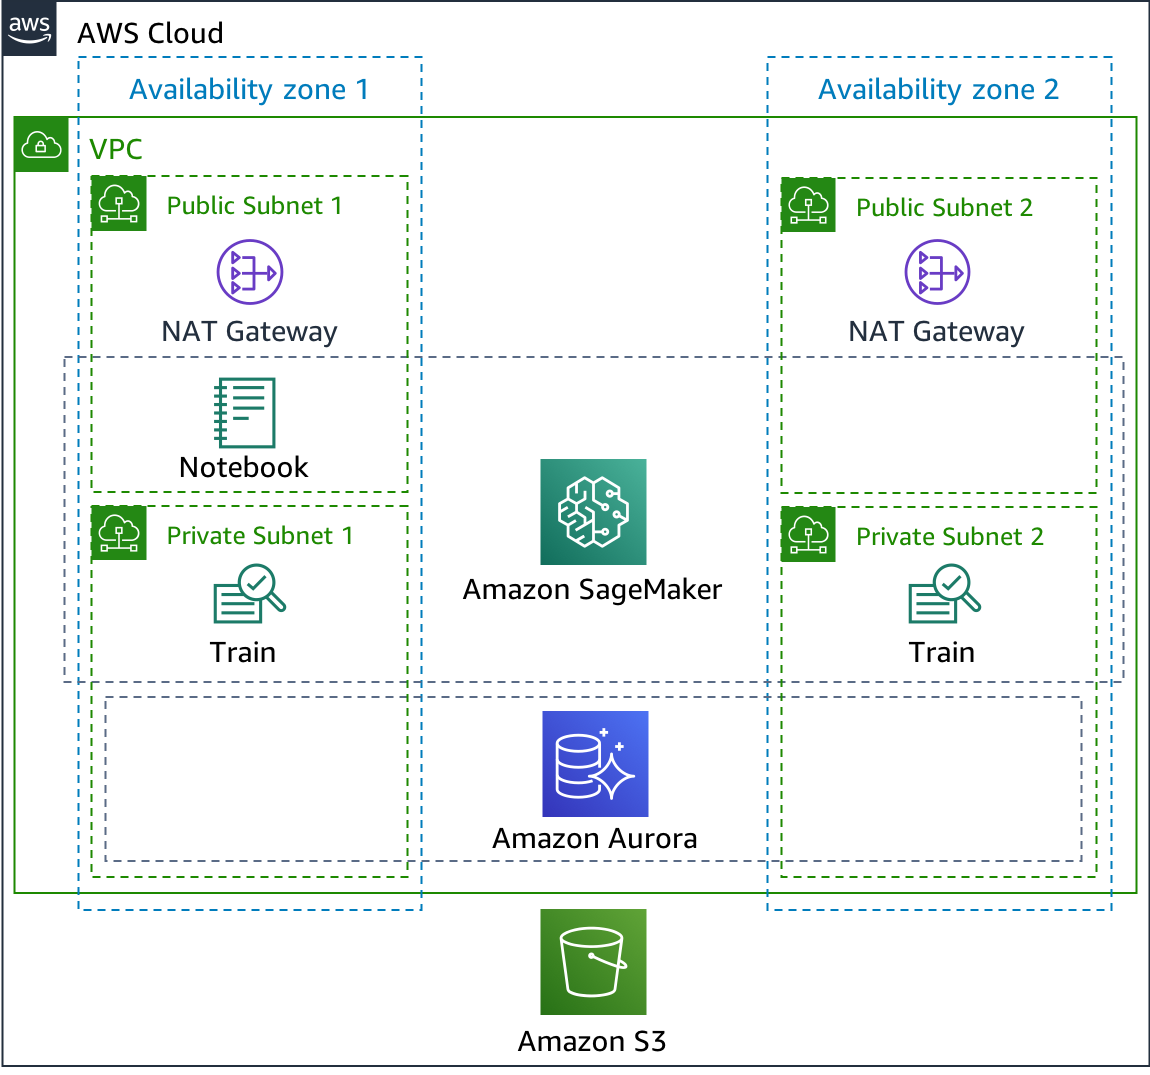 aws
AWS Cloud
Availability zone 1
Availability zone 2
VPC
Public Subnet 1
Public Subnet 2
NAT Gateway
NAT Gateway
Notebook
Private Subnet 1
Private Subnet 2
Amazon SageMaker
Train
Train
Amazon Aurora
Amazon S3